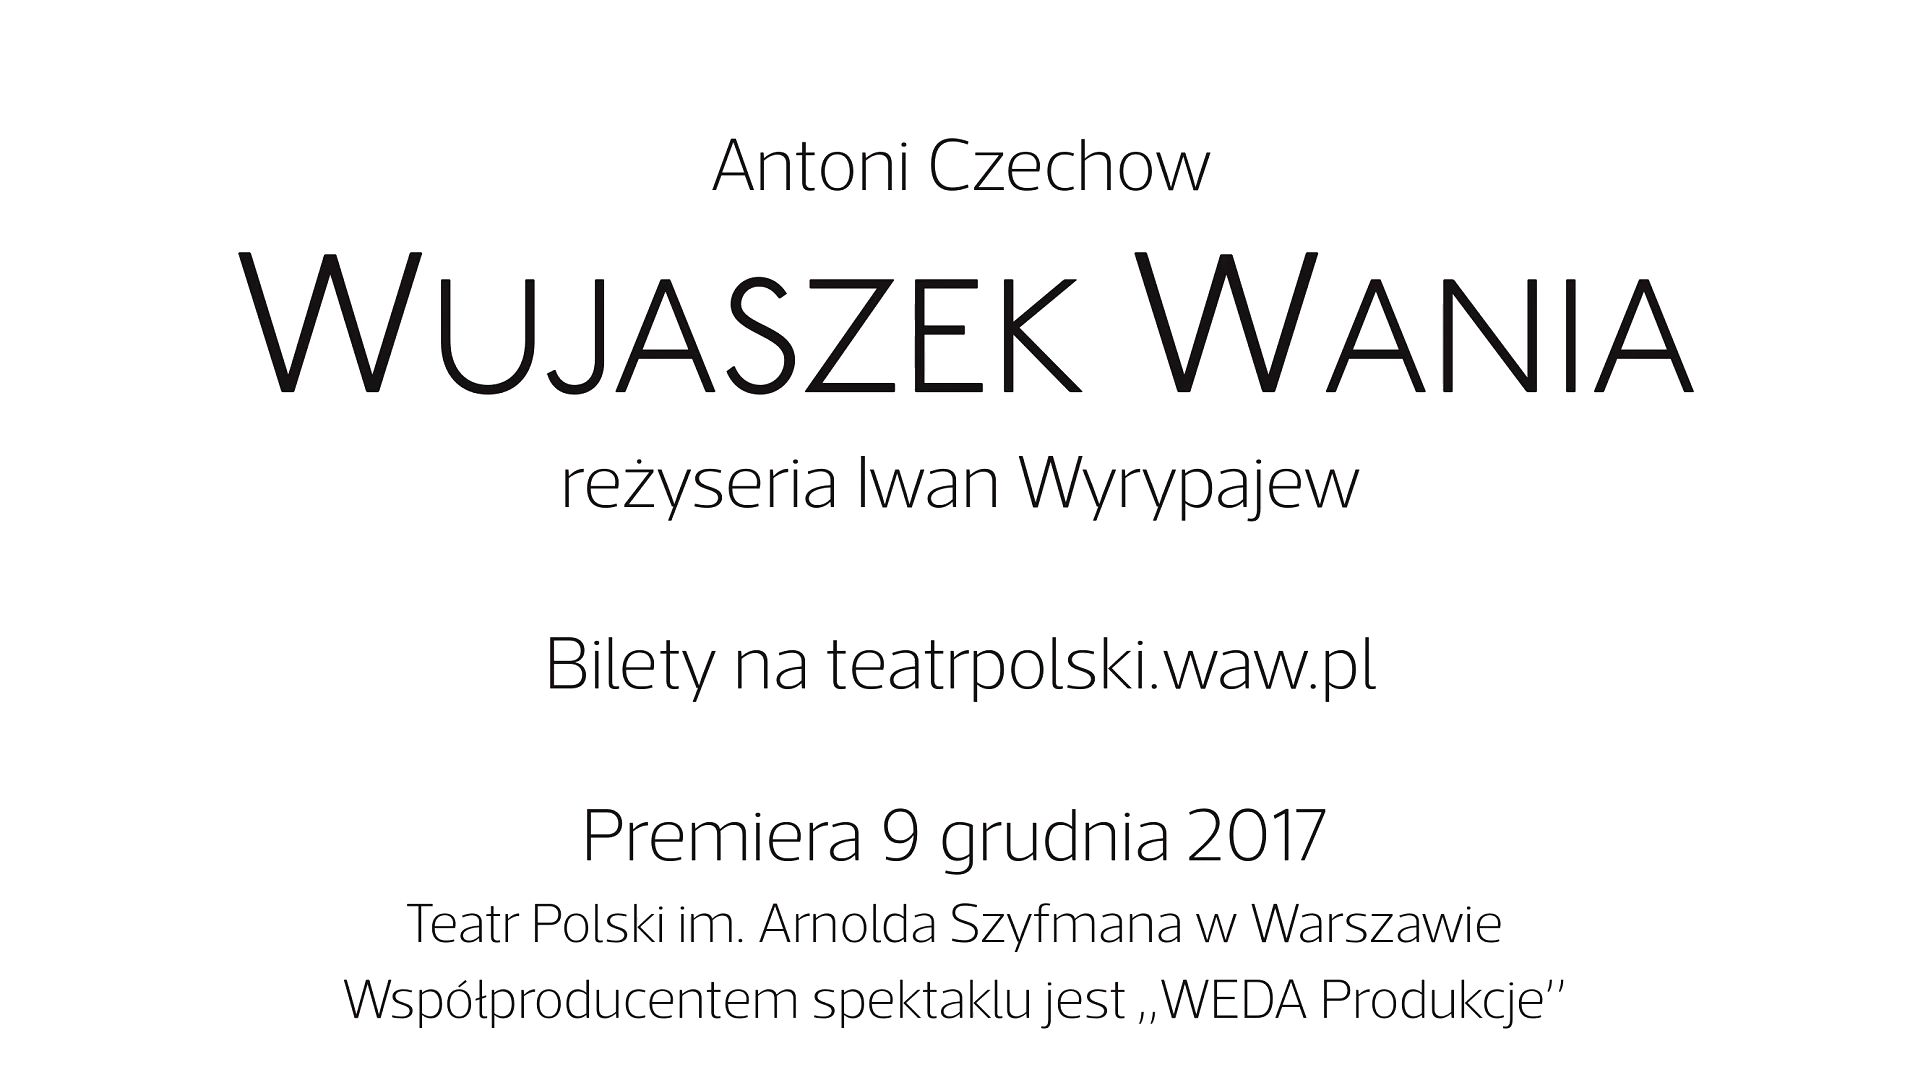 Antoni Czechow
WUJASZEK WANIA
reżyseria Iwan Wyrypajew
Bilety na teatrpolski.waw.pl
Premiera 9 grudnia 2017
Teatr Polski im. Arnolda Szyfmana w Warszawie
Współproducentem spektaklu jest ,,WEDA Produkcje’’